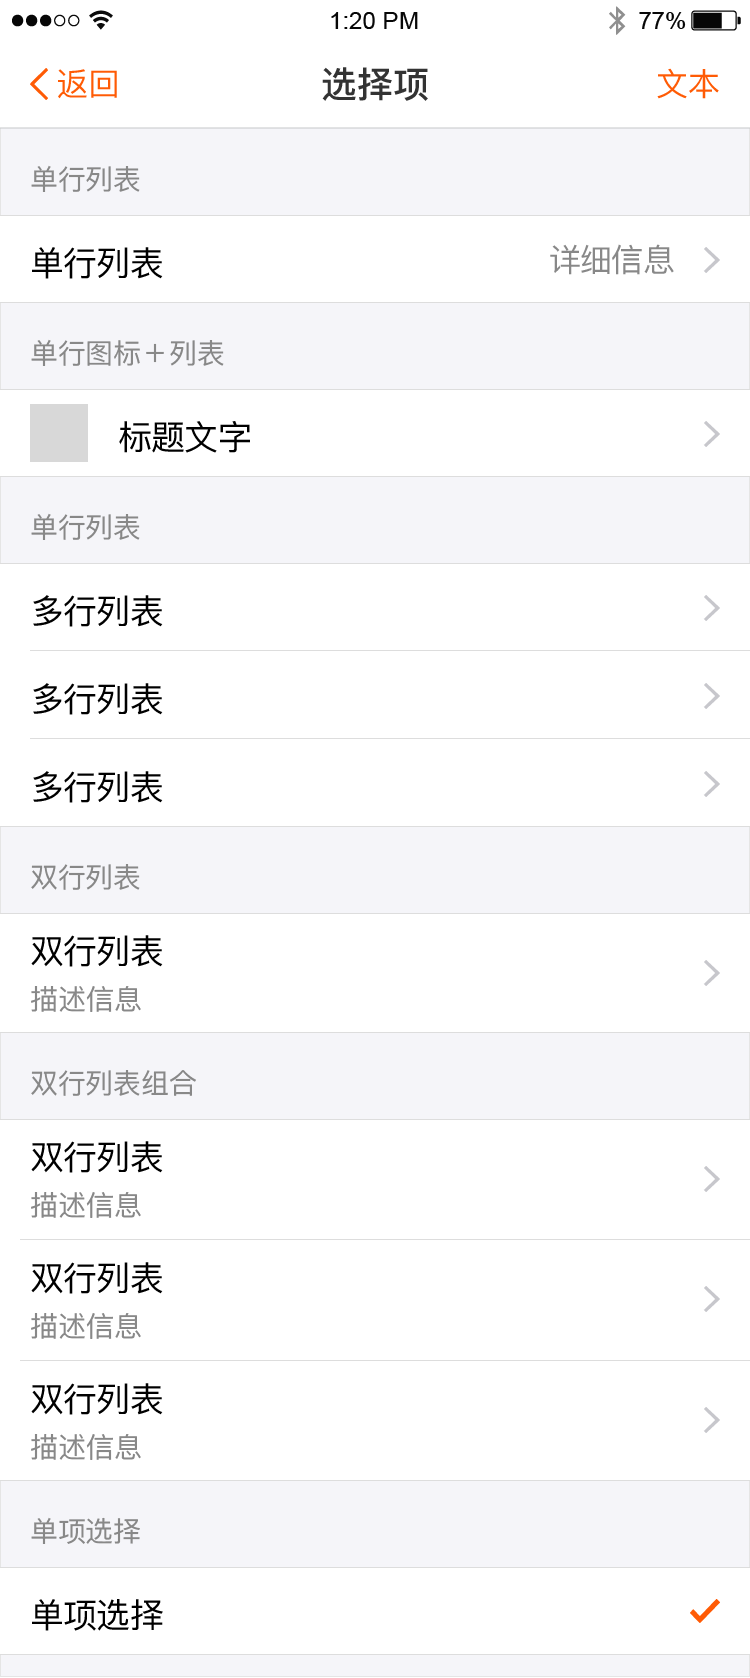 1:20 PM 77%
返回 选择项 文本
单行列表
单行列表 详细信息
单行图标＋列表
标题文字
单行列表
多行列表
多行列表
多行列表
双行列表
双行列表
描述信息
双行列表组合
双行列表
描述信息
双行列表
描述信息
双行列表
描述信息
单项选择
单项选择